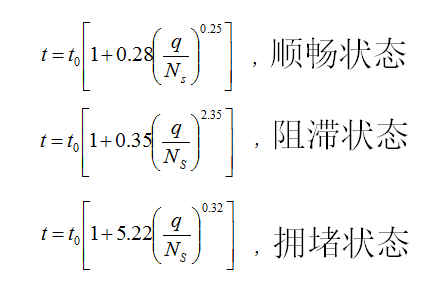 t = t₀[1+0.28(q/Nₛ)^0.25] ，顺畅状态
t = t₀[1+0.35(q/N_S)^2.35] ，阻滞状态
t = t₀[1+5.22(q/N_S)^0.32] ，拥堵状态